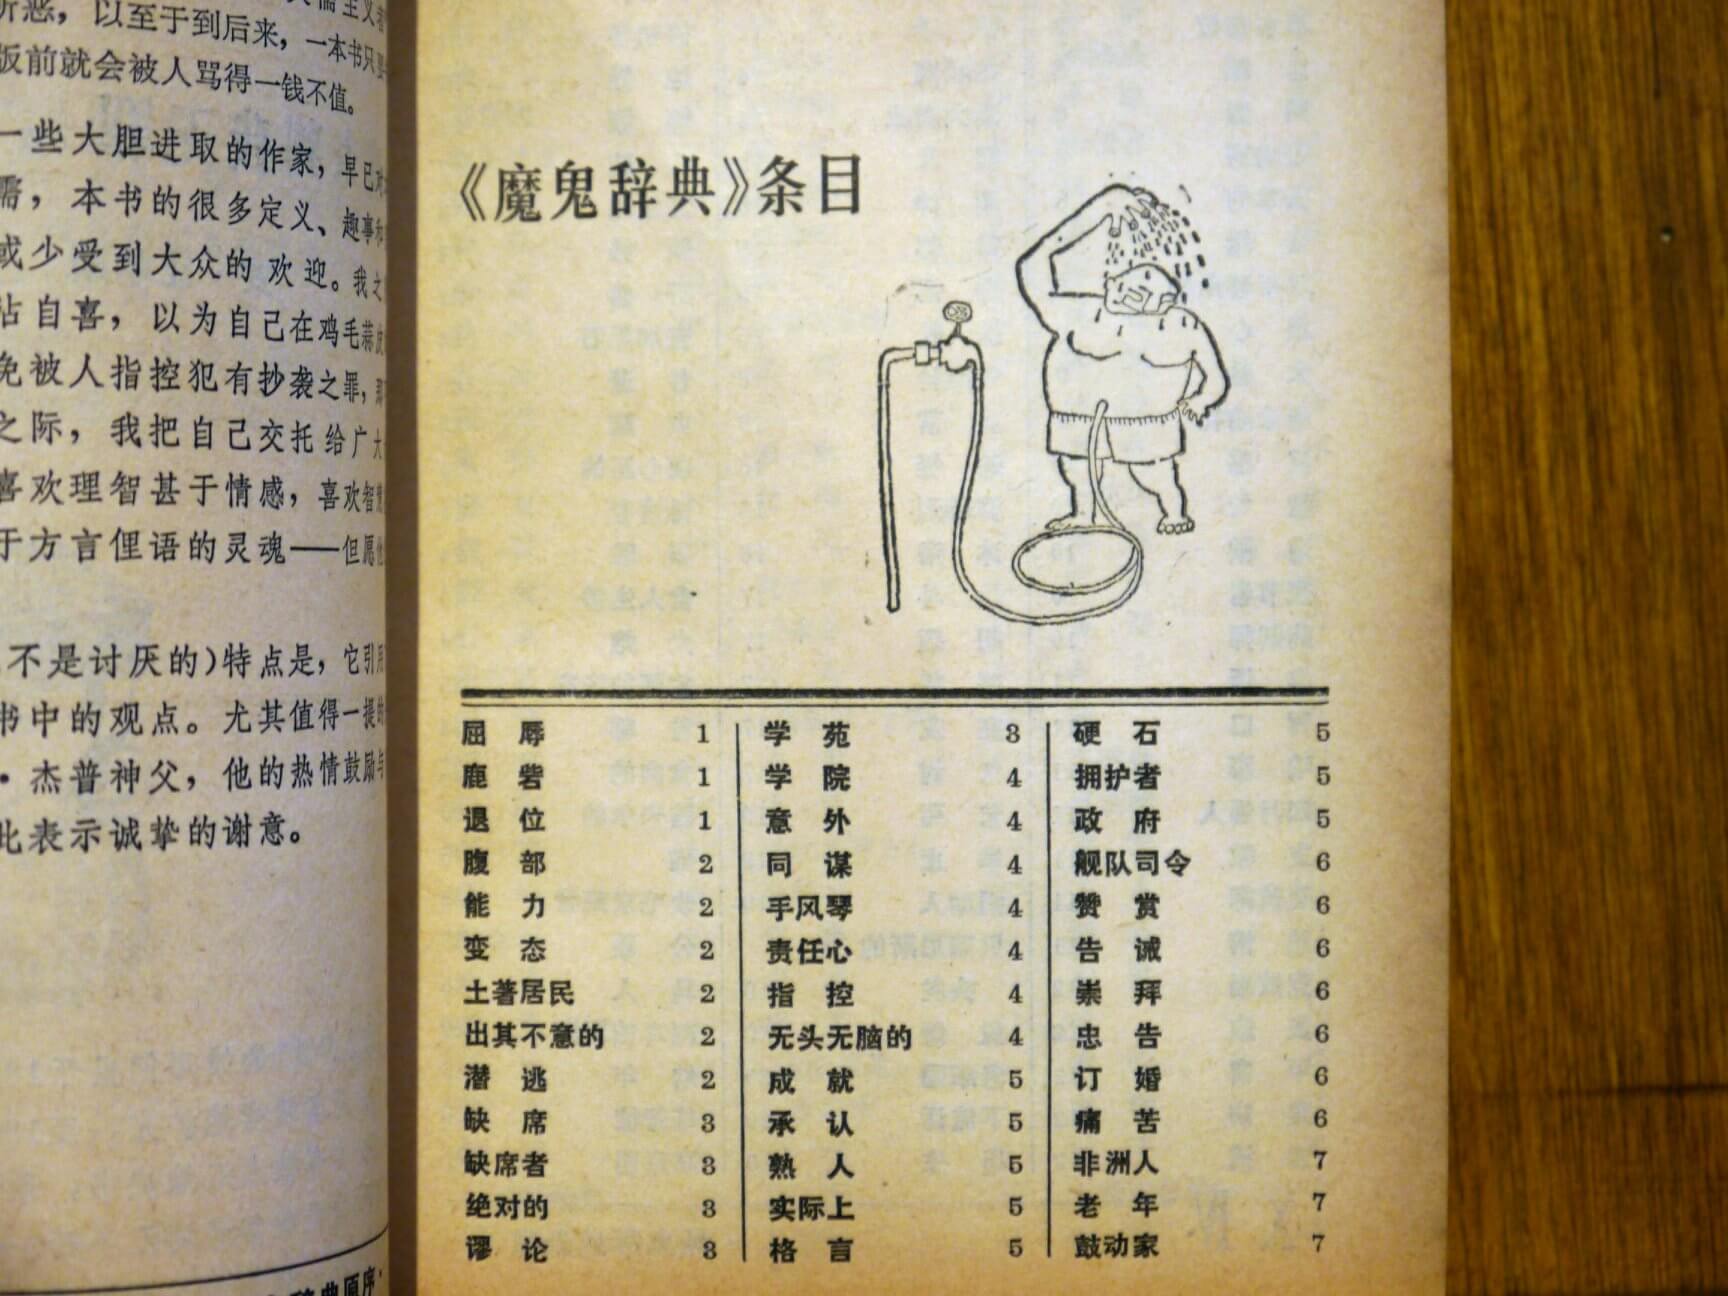 所恶，以至于到后来，一本书只要
版前就会被人骂得一钱不值。
一些大胆进取的作家，早已对
需，本书的很多定义、趣事和
或少受到大众的欢迎。我之
沾自喜，以为自己在鸡毛蒜皮
免被人指控犯有抄袭之罪，那
之际，我把自己交托给广大
喜欢理智甚于情感，喜欢智慧
于方言俚语的灵魂——但愿他
不是讨厌的)特点是，它引用
书中的观点。尤其值得一提的
·杰普神父，他的热情鼓励与
此表示诚挚的谢意。
辞典原序·
《魔鬼辞典》条目
屈辱 1
鹿砦 1
退位 1
腹部 2
能力 2
变态 2
土著居民 2
出其不意的 2
潜逃 2
缺席 3
缺席者 3
绝对的 3
谬论 3
学苑 3
学院 4
意外 4
同谋 4
手风琴 4
责任心 4
指控 4
无头无脑的 4
成就 5
承认 5
熟人 5
实际上 5
格言 5
硬石 5
拥护者 5
政府 5
舰队司令 6
赞赏 6
告诫 6
崇拜 6
忠告 6
订婚 6
痛苦 6
非洲人 7
老年 7
鼓动家 7